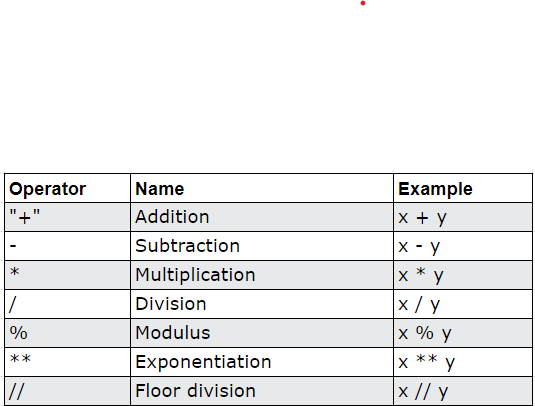 Operator Name Example
"+" Addition x + y
- Subtraction x - y
* Multiplication x * y
/ Division x / y
% Modulus x % y
** Exponentiation x ** y
// Floor division x // y